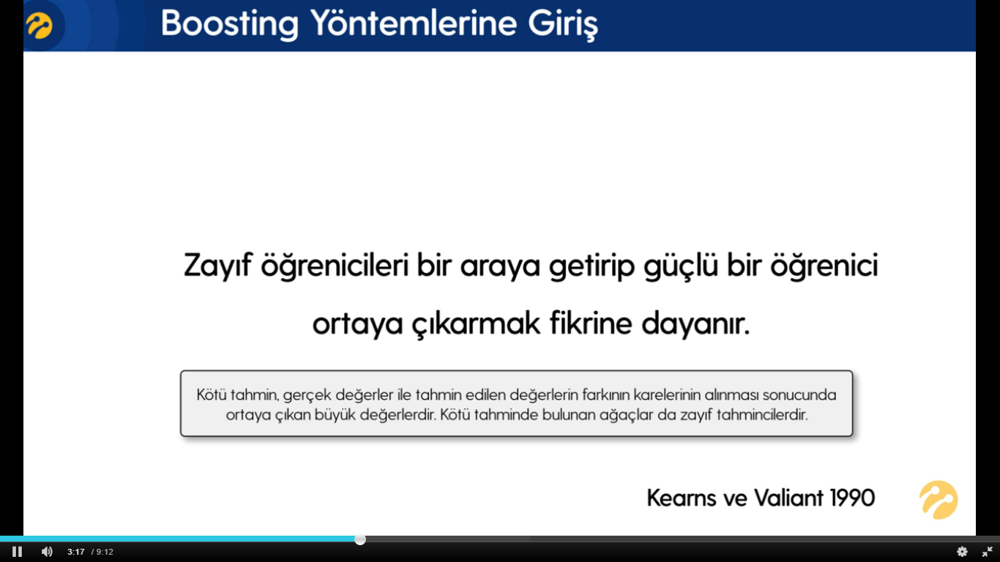 Boosting Yöntemlerine Giriş
Zayıf öğrenicileri bir araya getirip güçlü bir öğrenici
ortaya çıkarmak fikrine dayanır.
Kötü tahmin, gerçek değerler ile tahmin edilen değerlerin farkının karelerinin alınması sonucunda
ortaya çıkan büyük değerlerdir. Kötü tahminde bulunan ağaçlar da zayıf tahmincilerdir.
Kearns ve Valiant 1990
3:17 / 9:12